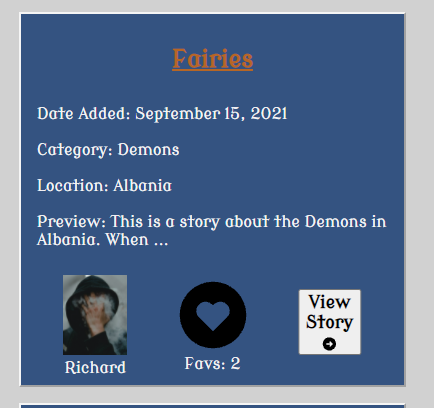 Fairies
Date Added: September 15, 2021
Category: Demons
Location: Albania
Preview: This is a story about the Demons in
Albania. When ...
View
Story
Richard
Favs: 2